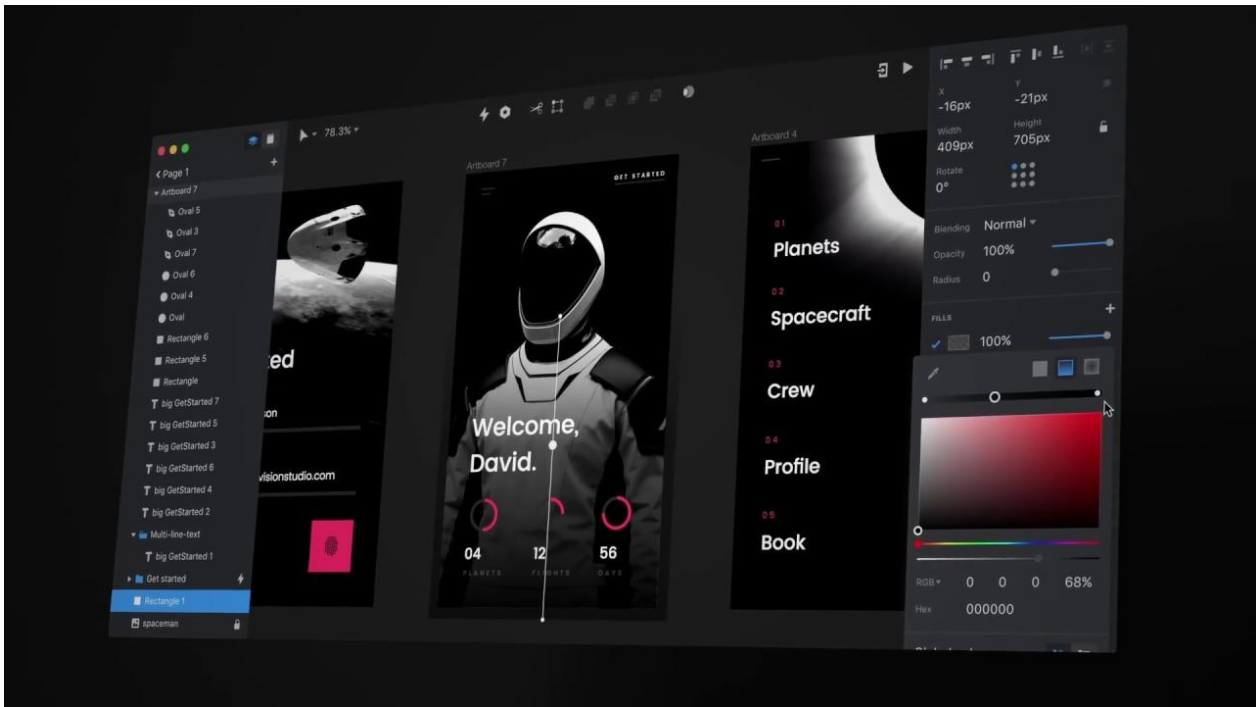 78.3%
Page 1
Artboard 7
Oval 5
Oval 3
Oval 7
Oval 6
Oval 4
Oval
Rectangle 6
Rectangle 5
Rectangle
T big GetStarted 7
T big GetStarted 5
T big GetStarted 3
T big GetStarted 6
T big GetStarted 4
T big GetStarted 2
Multi-line-text
T big GetStarted 1
Get started
Rectangle 1
spaceman
ed
son
visionstudio.com
Artboard 7
GET STARTED
Welcome,
David.
04 12 56
PLANETS FLIGHTS DAYS
Artboard 4
01
Planets
02
Spacecraft
03
Crew
04
Profile
05
Book
X Y
-16px -21px
Width Height
409px 705px
Rotate
0°
Blending Normal
Opacity 100%
Radius 0
FILLS
100%
RGB 0 0 0 68%
Hex 000000